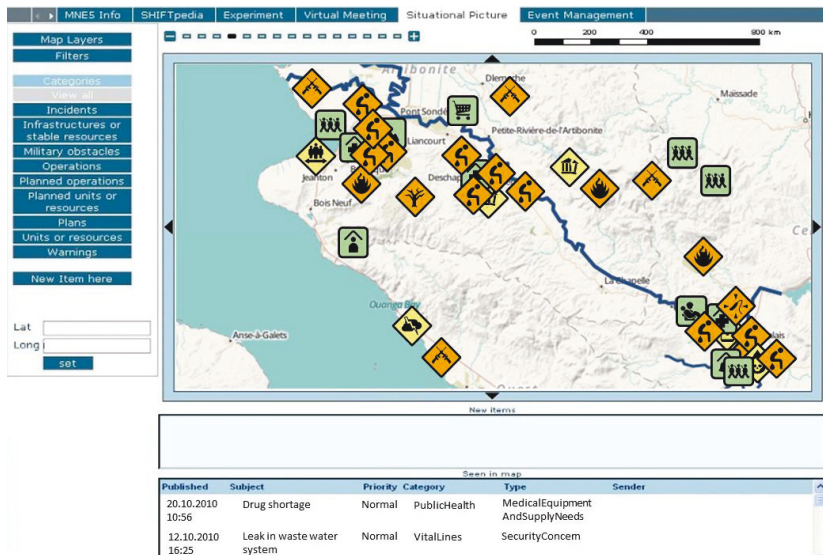 MNE5 Info SHIFTpedia Experiment Virtual Meeting Situational Picture Event Management
Map Layers
Filters
Categories
View all
Incidents
Infrastructures or
stable resources
Military obstacles
Operations
Planned operations
Planned units or
resources
Plans
Units or resources
Warnings
New Item here
Lat
Long
set
0 200 400 800 km
Artibonite
Maissade
Pont Sondé
Liancourt
Petite-Rivière-de-l'Artibonite
Jeanton
Bois Neuf
La Chapelle
Ouanga Bay
Anse-à-Galets
Ouest
New items
Seen in map
Published Subject Priority Category Type Sender
20.10.2010
10:56
Drug shortage Normal PublicHealth MedicalEquipment
AndSupplyNeeds
12.10.2010
16:25
Leak in waste water
system
Normal VitalLines SecurityConcern